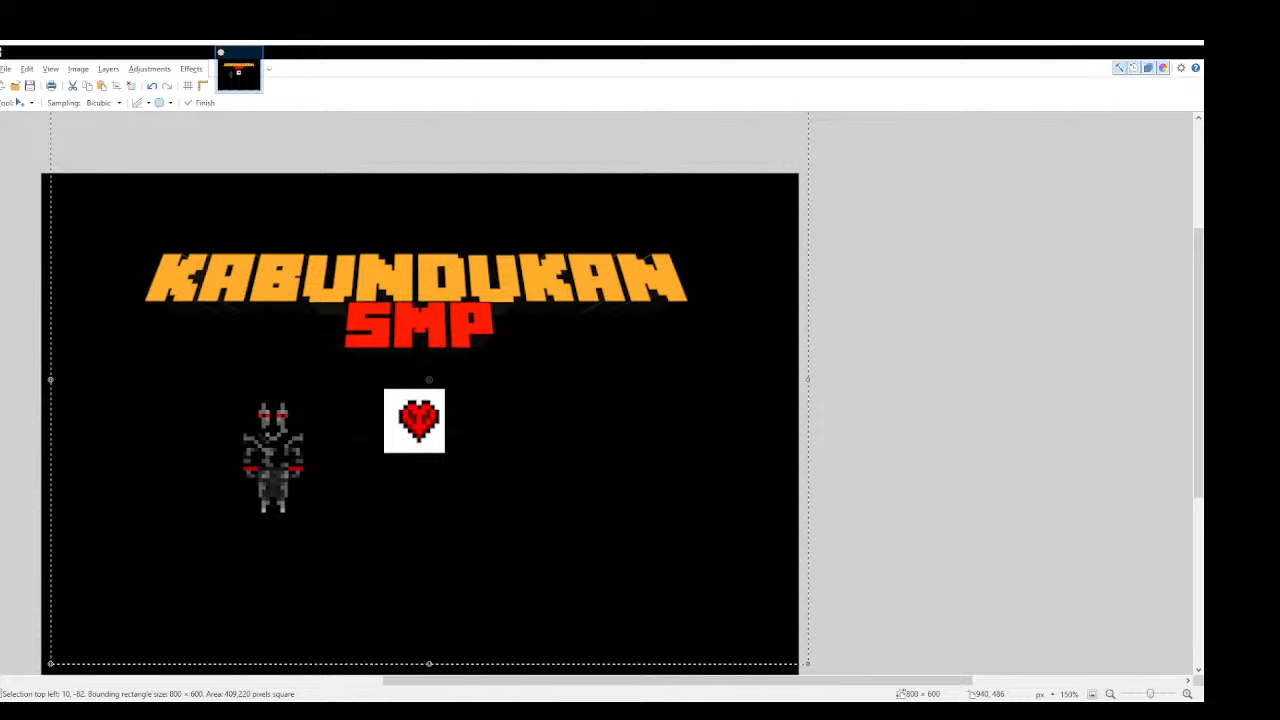 File Edit View Image Layers Adjustments Effects
Tool: Sampling: Bicubic Finish
KABUNDUKAN
SMP
Selection top left: 10, -82. Bounding rectangle size: 800 × 600. Area: 409,220 pixels square
800 × 600
940, 486
px
150%